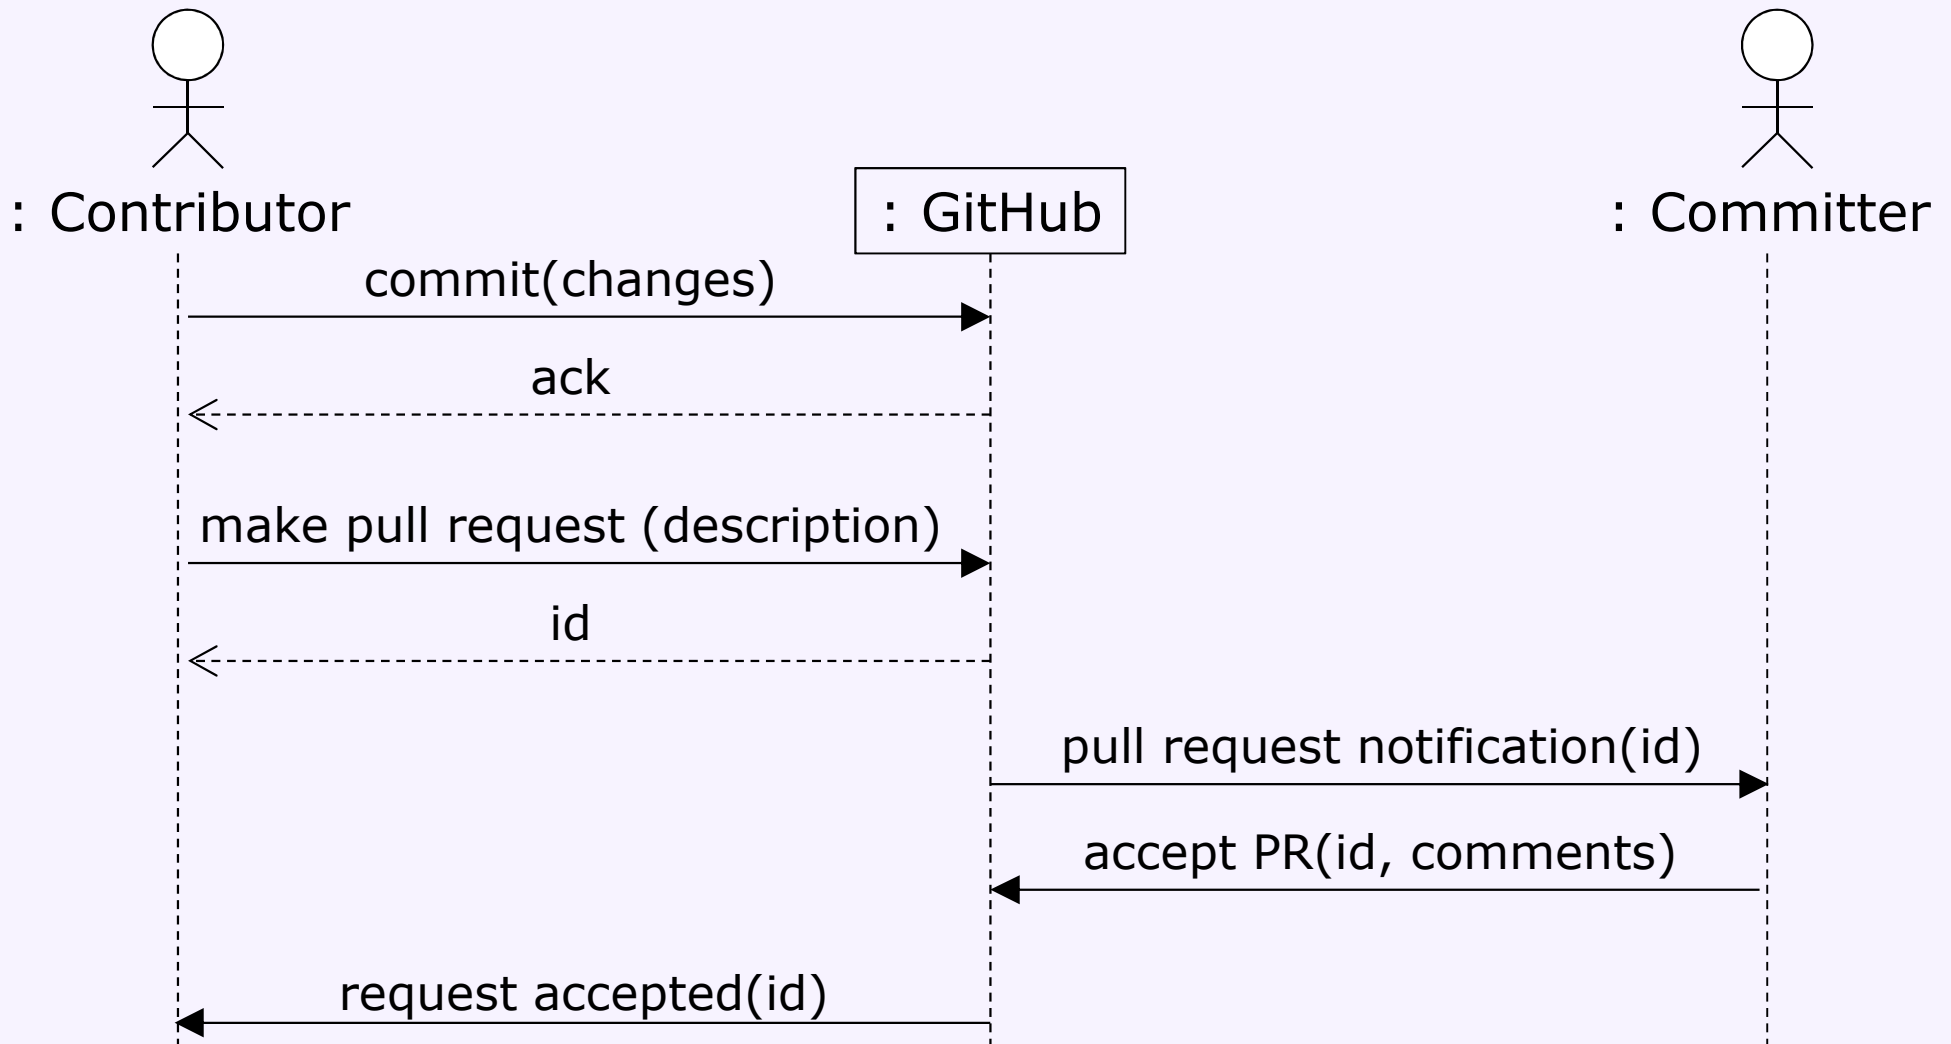 : Contributor
: GitHub
: Committer
commit(changes)
ack
make pull request (description)
id
pull request notification(id)
accept PR(id, comments)
request accepted(id)